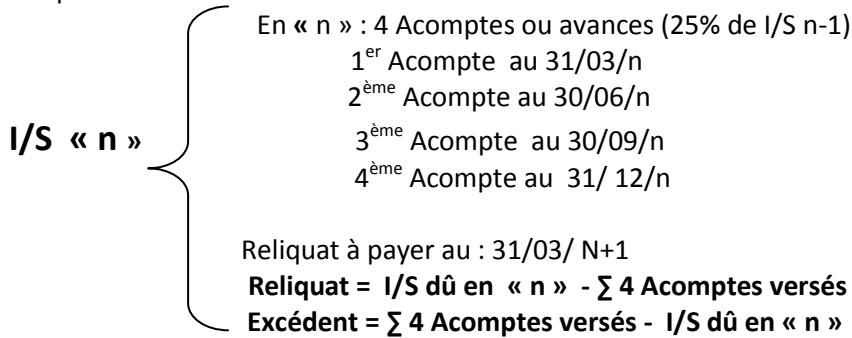 En « n » : 4 Acomptes ou avances (25% de I/S n-1)
1er Acompte au 31/03/n
2ème Acompte au 30/06/n
I/S « n »
3ème Acompte au 30/09/n
4ème Acompte au 31/ 12/n
Reliquat à payer au : 31/03/ N+1
Reliquat = I/S dû en « n » - ∑ 4 Acomptes versés
Excédent = ∑ 4 Acomptes versés - I/S dû en « n »